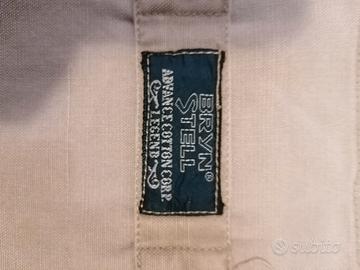 BRYN®
STELL
ADVANCE COTTON CORP.
LEGEND
subito